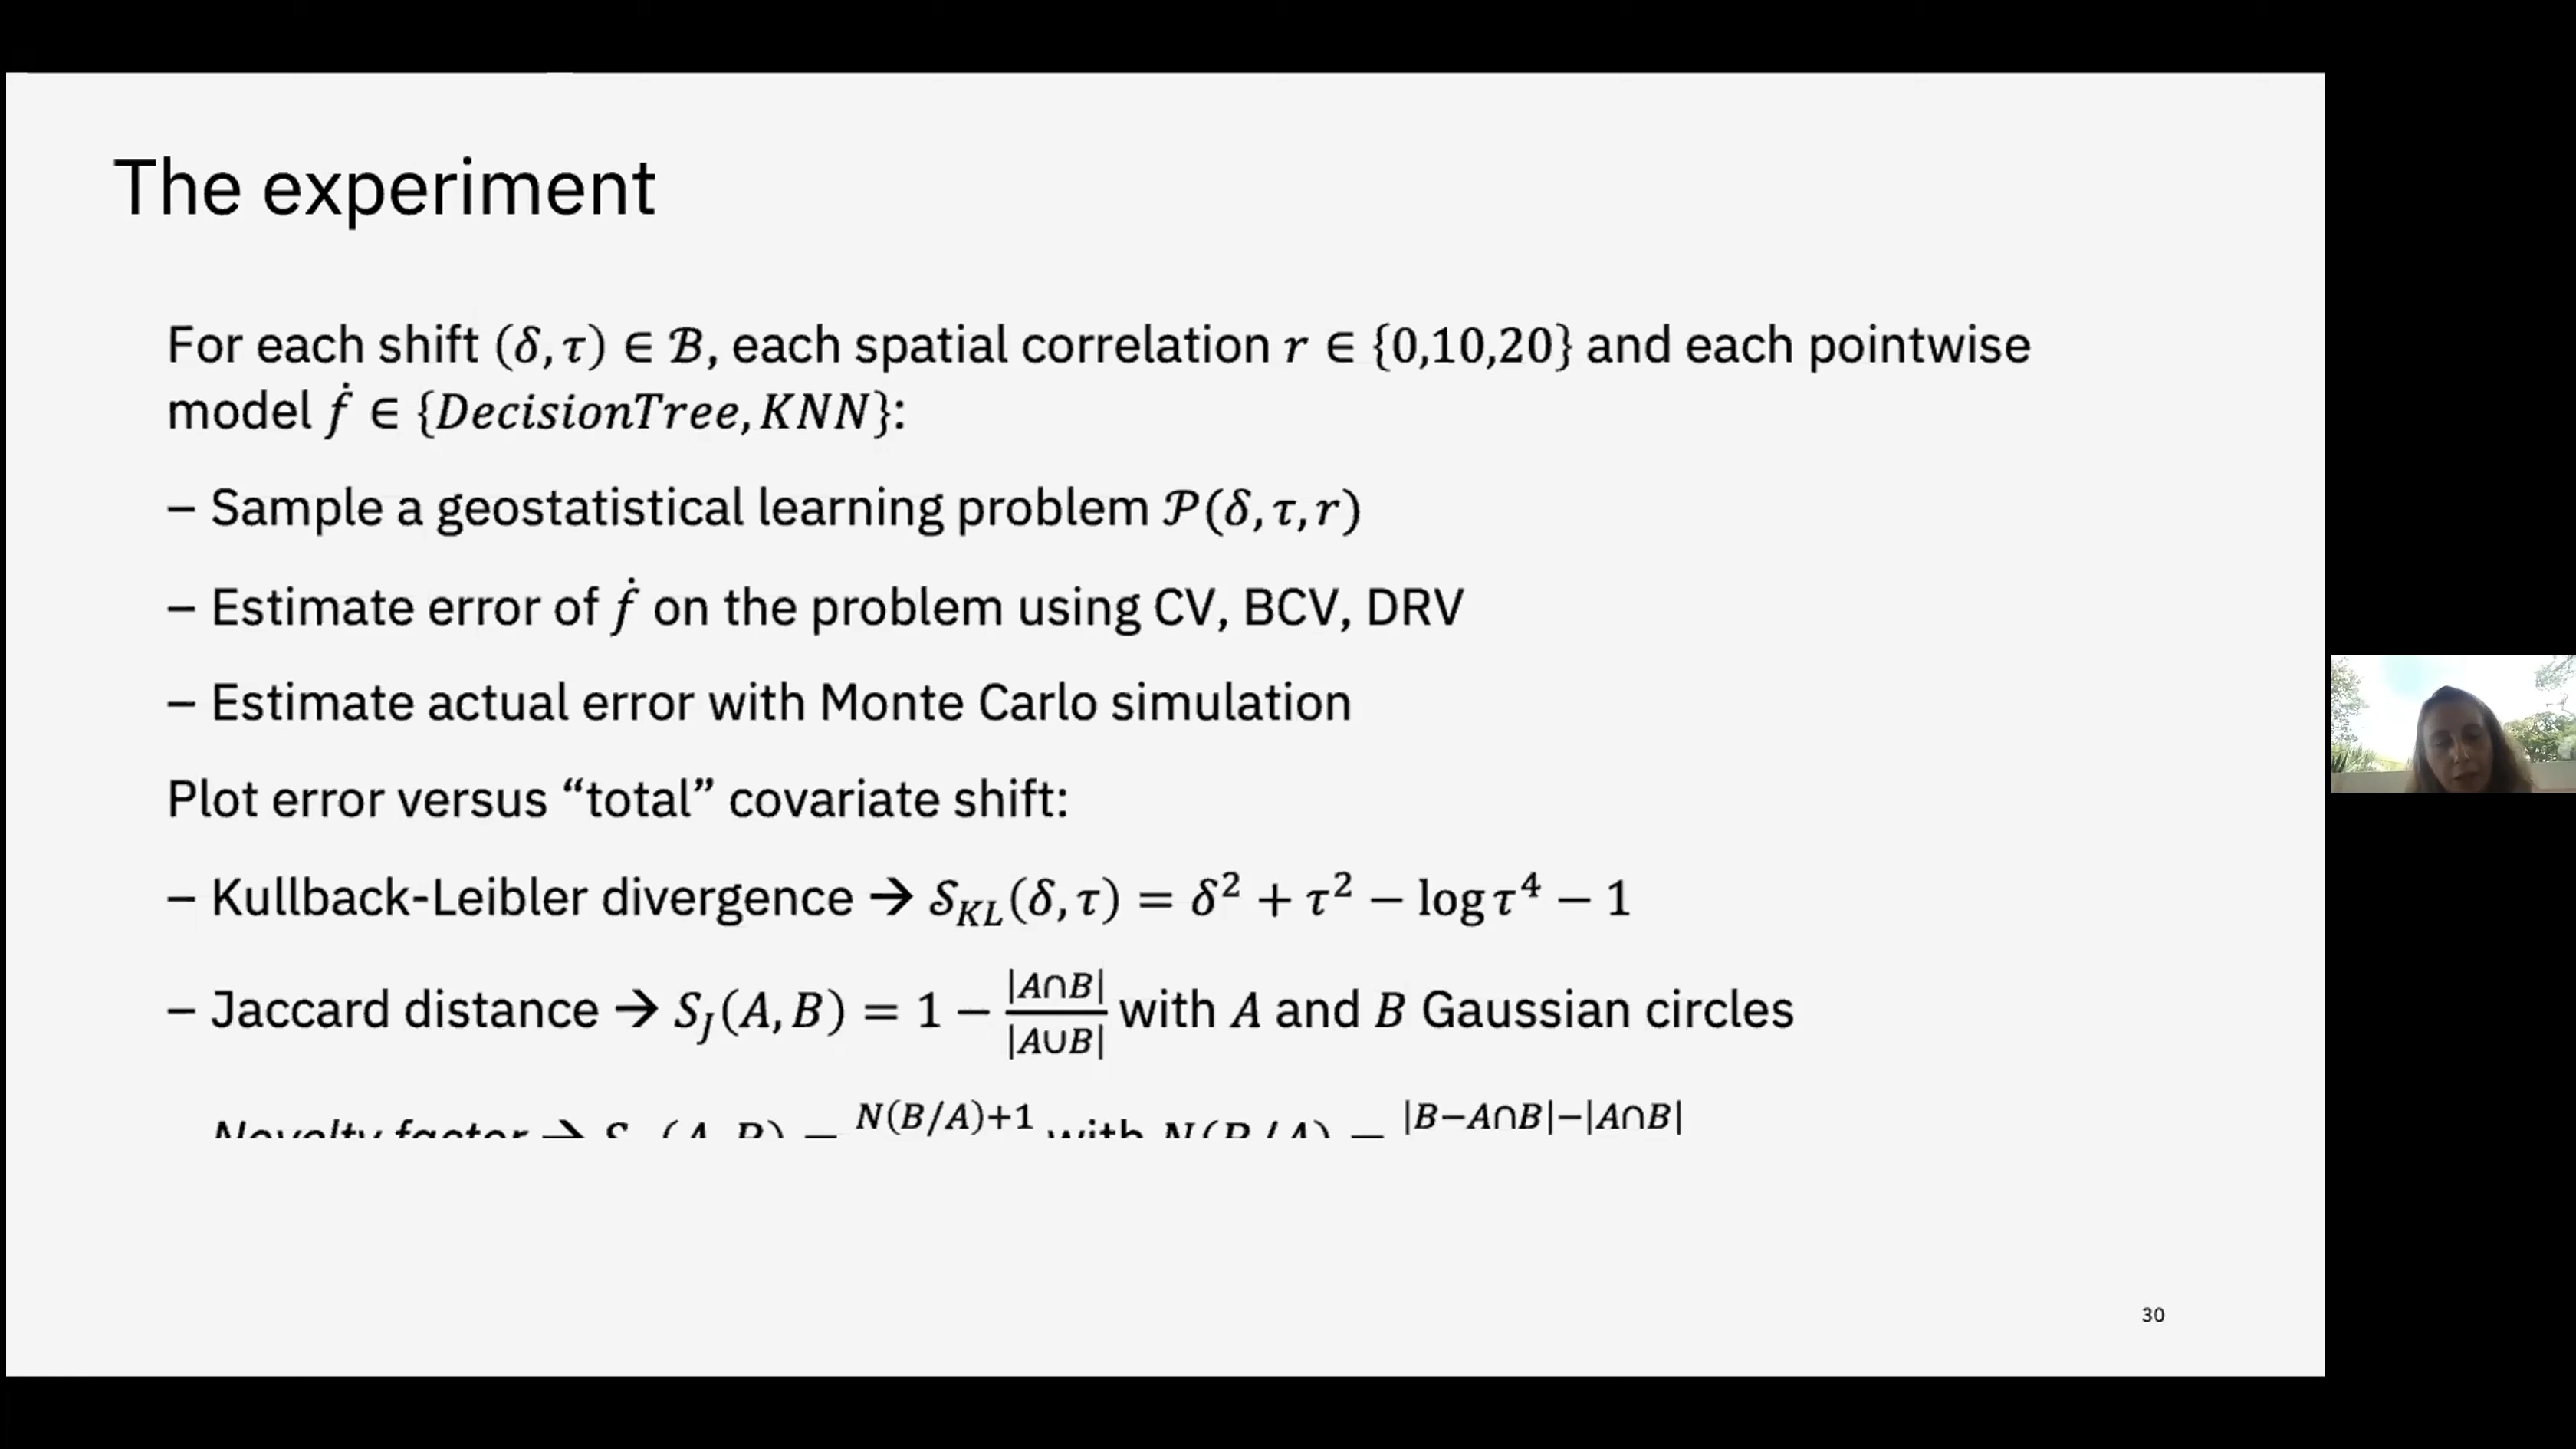 The experiment
For each shift (δ, τ) ∈ ℬ, each spatial correlation r ∈ {0,10,20} and each pointwise
model ḟ ∈ {DecisionTree, KNN}:
– Sample a geostatistical learning problem 𝒫(δ, τ, r)
– Estimate error of ḟ on the problem using CV, BCV, DRV
– Estimate actual error with Monte Carlo simulation
Plot error versus “total” covariate shift:
– Kullback-Leibler divergence → 𝒮_KL(δ, τ) = δ² + τ² − log τ⁴ − 1
– Jaccard distance → S_J(A, B) = 1 − |A∩B| / |A∪B| with A and B Gaussian circles
Novelty factor → N(B/A)+1 with N(B/A) = |B−A∩B|−|A∩B|
30